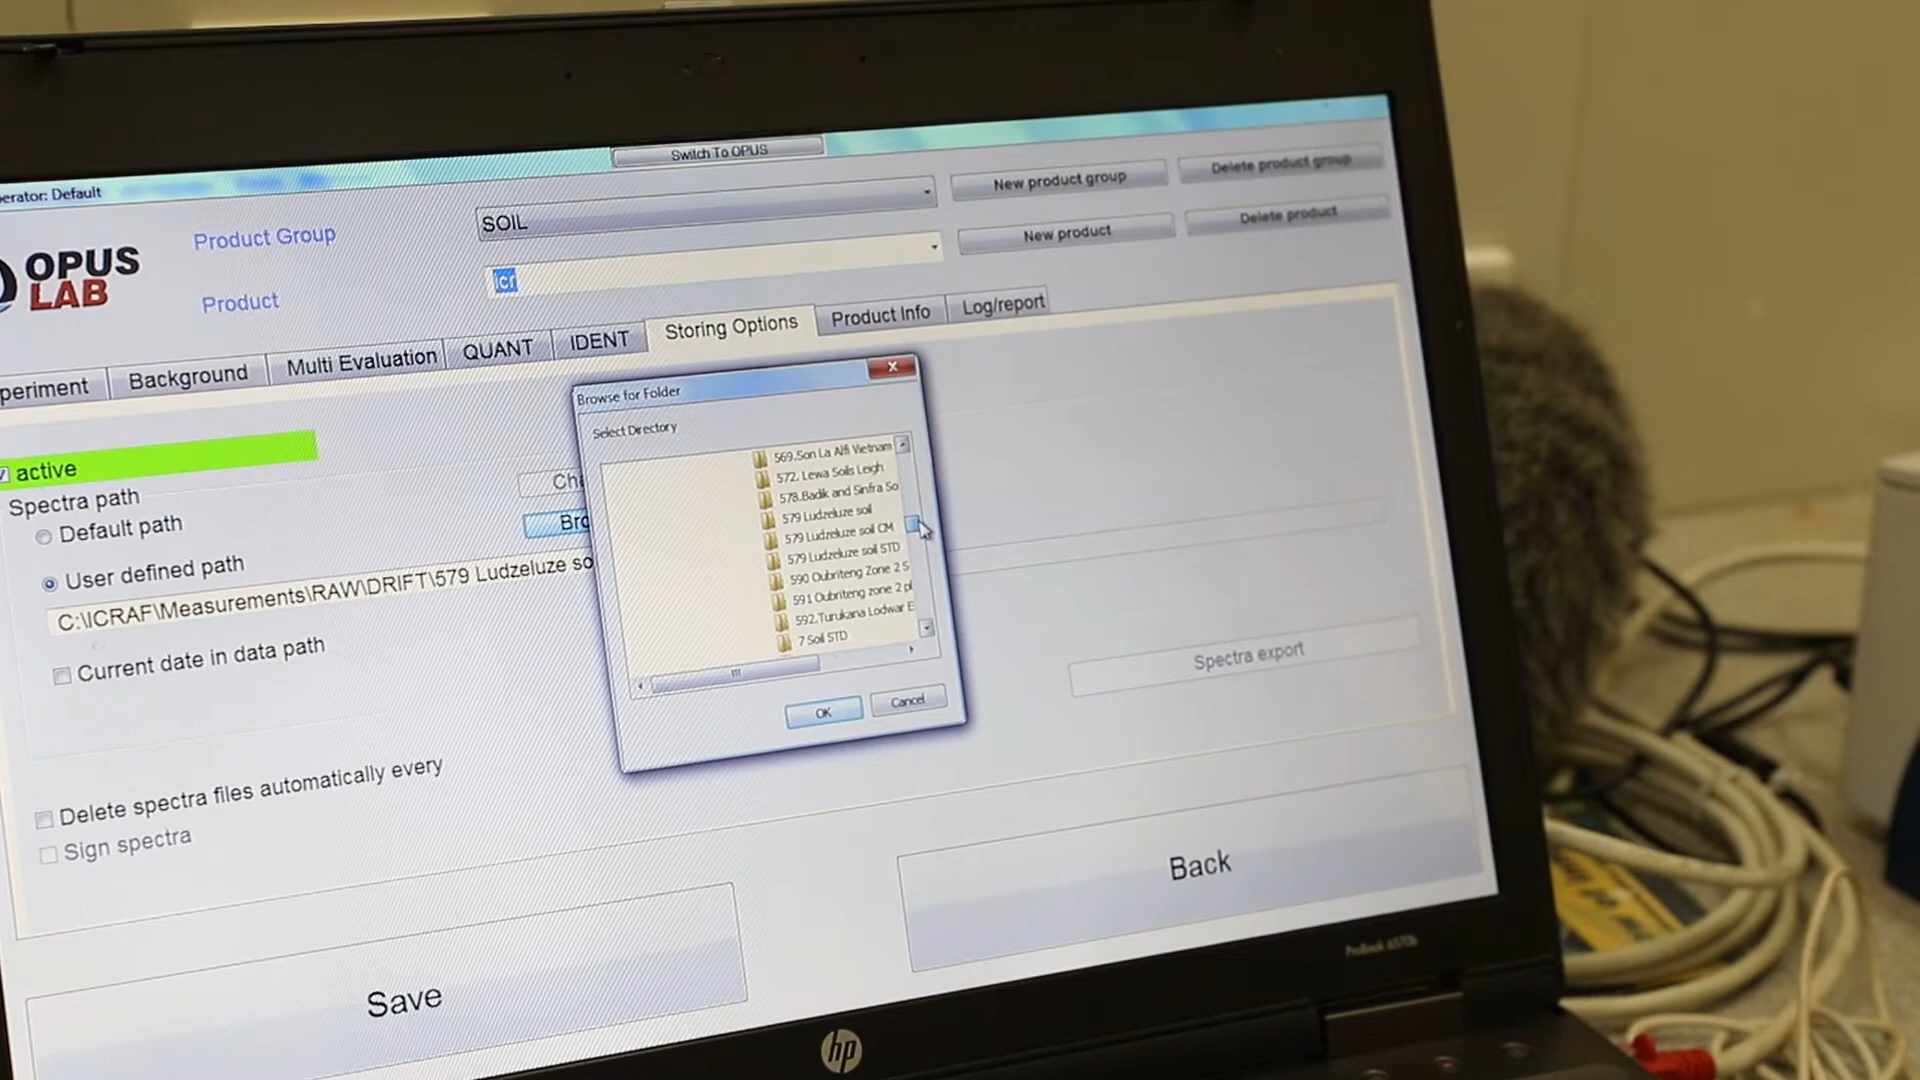 Switch To OPUS
erator: Default
OPUS
LAB
Product Group
SOIL
New product group
Delete product group
Product
icr
New product
Delete product
periment
Background
Multi Evaluation
QUANT
IDENT
Storing Options
Product Info
Log/report
active
Spectra path
Default path
User defined path
C:\ICRAF\Measurements\RAW\DRIFT\579 Ludzeluze so
Current date in data path
Delete spectra files automatically every
Sign spectra
Ch
Bro
Browse for Folder
Select Directory
569.Son La Alfi Vietnam
572. Lewa Soils Leigh
578.Badik and Sinfra So
579 Ludzeluze soil
579 Ludzeluze soil CM
579 Ludzeluze soil STD
590 Oubriteng Zone 2 S
591 Oubriteng zone 2 pl
592.Turukana Lodwar E
7 Soil STD
OK
Cancel
Spectra export
Save
Back
ProBook 6570b
hp